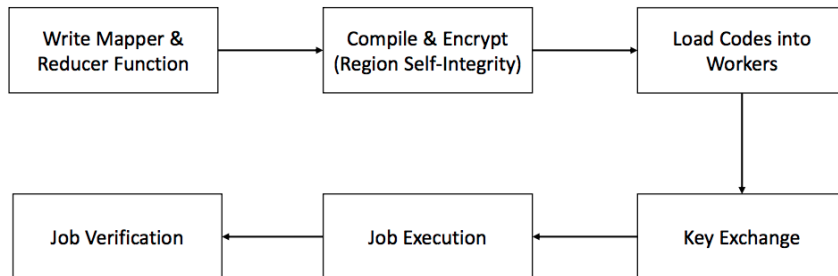 Write Mapper &
Reducer Function
Compile & Encrypt
(Region Self-Integrity)
Load Codes into
Workers
Job Verification
Job Execution
Key Exchange